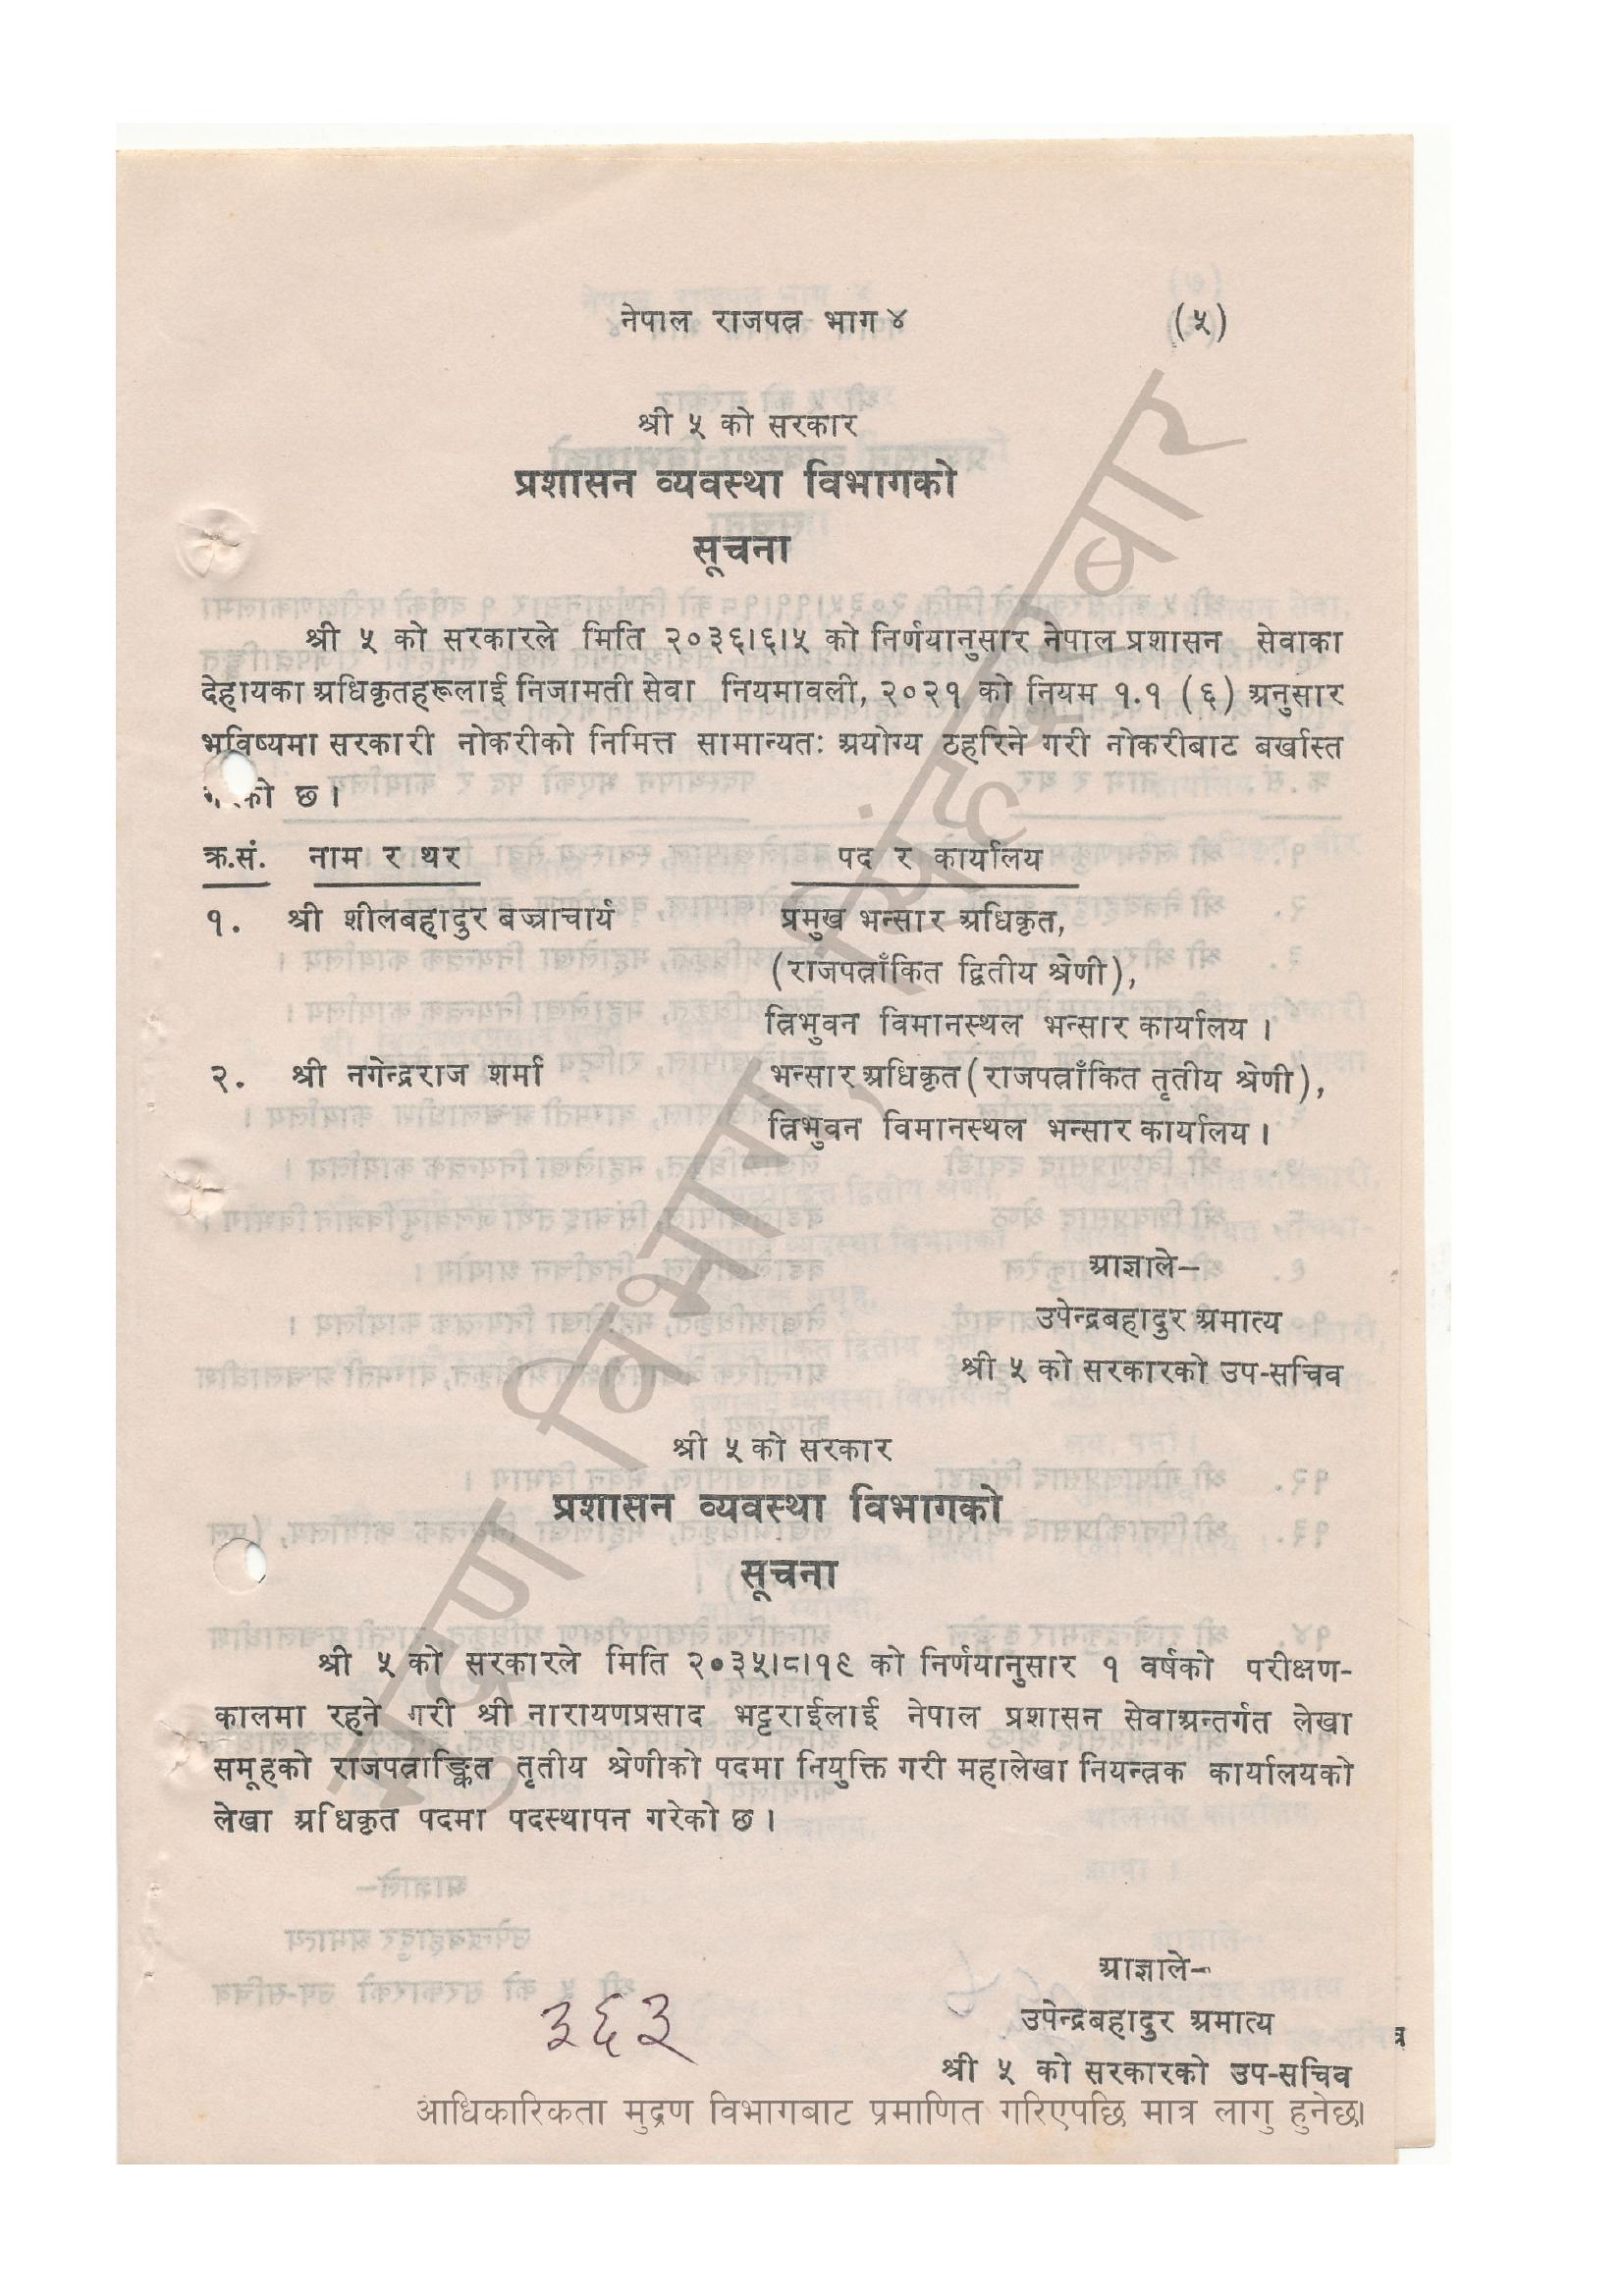 नेपाल राजपत्र भाग ४ (५)
श्री ५ को सरकार
प्रशासन व्यवस्था विभागको
सूचना
श्री ५ को सरकारले मिति २०३६।६।५ को निर्णयानुसार नेपाल प्रशासन सेवाका
देहायका अधिकृतहरूलाई निजामती सेवा नियमावली, २०२१ को नियम १.१ (६) अनुसार
भविष्यमा सरकारी नोकरीको निमित्त सामान्यतः अयोग्य ठहरिने गरी नोकरीबाट बर्खास्त
गरेको छ ।
क्र.सं. नाम र थर पद र कार्यालय
१. श्री शीलबहादुर बज्राचार्य प्रमुख भन्सार अधिकृत,
(राजपत्राँकित द्वितीय श्रेणी),
त्रिभुवन विमानस्थल भन्सार कार्यालय ।
२. श्री नगेन्द्रराज शर्मा भन्सार अधिकृत (राजपत्राँकित तृतीय श्रेणी),
त्रिभुवन विमानस्थल भन्सार कार्यालय ।
आज्ञाले–
उपेन्द्रबहादुर अमात्य
श्री ५ को सरकारको उप-सचिव
श्री ५ को सरकार
प्रशासन व्यवस्था विभागको
सूचना
श्री ५ को सरकारले मिति २०३५।८।१९ को निर्णयानुसार १ वर्षको परीक्षण-
कालमा रहने गरी श्री नारायणप्रसाद भट्टराईलाई नेपाल प्रशासन सेवाअन्तर्गत लेखा
समूहको राजपत्राङ्कित तृतीय श्रेणीको पदमा नियुक्ति गरी महालेखा नियन्त्रक कार्यालयको
लेखा अधिकृत पदमा पदस्थापन गरेको छ ।
आज्ञाले–
उपेन्द्रबहादुर अमात्य
श्री ५ को सरकारको उप-सचिव
३६३
आधिकारिकता मुद्रण विभागबाट प्रमाणित गरिएपछि मात्र लागु हुनेछ।
मुद्रण विभाग, सिंहदरबार